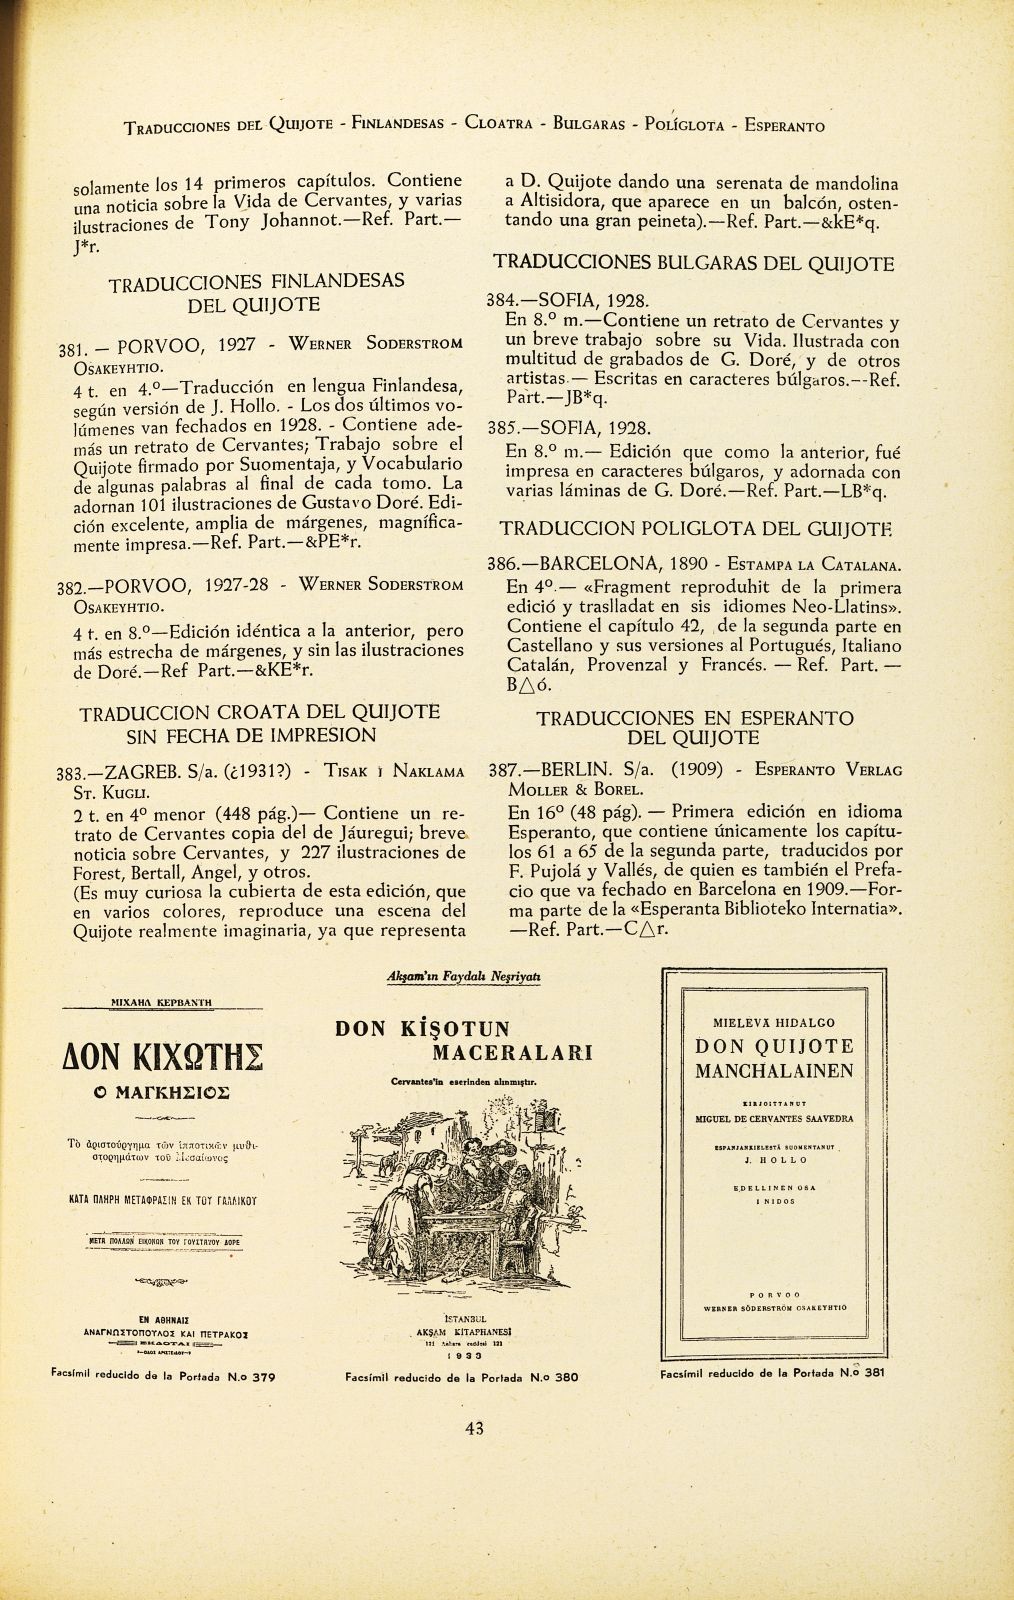 Traducciones del Quijote - Finlandesas - Cloatra - Bulgaras - Políglota - Esperanto
solamente los 14 primeros capítulos. Contiene
una noticia sobre la Vida de Cervantes, y varias
ilustraciones de Tony Johannot.—Ref. Part.—
J*r.
TRADUCCIONES FINLANDESAS
DEL QUIJOTE
381. — PORVOO, 1927 - Werner Soderstrom
Osakeyhtio.
4 t. en 4.º—Traducción en lengua Finlandesa,
según versión de J. Hollo. - Los dos últimos vo-
lúmenes van fechados en 1928. - Contiene ade-
más un retrato de Cervantes; Trabajo sobre el
Quijote firmado por Suomentaja, y Vocabulario
de algunas palabras al final de cada tomo. La
adornan 101 ilustraciones de Gustavo Doré. Edi-
ción excelente, amplia de márgenes, magnífica-
mente impresa.—Ref. Part.—&PE*r.
382.—PORVOO, 1927-28 - Werner Soderstrom
Osakeyhtio.
4 t. en 8.º—Edición idéntica a la anterior, pero
más estrecha de márgenes, y sin las ilustraciones
de Doré.—Ref Part.—&KE*r.
TRADUCCION CROATA DEL QUIJOTE
SIN FECHA DE IMPRESION
383.—ZAGREB. S/a. (¿1931?) - Tisak i Naklama
St. Kugli.
2 t. en 4º menor (448 pág.)— Contiene un re-
trato de Cervantes copia del de Jáuregui; breve
noticia sobre Cervantes, y 227 ilustraciones de
Forest, Bertall, Angel, y otros.
(Es muy curiosa la cubierta de esta edición, que
en varios colores, reproduce una escena del
Quijote realmente imaginaria, ya que representa
a D. Quijote dando una serenata de mandolina
a Altisidora, que aparece en un balcón, osten-
tando una gran peineta).—Ref. Part.—&kE*q.
TRADUCCIONES BULGARAS DEL QUIJOTE
384.—SOFIA, 1928.
En 8.º m.—Contiene un retrato de Cervantes y
un breve trabajo sobre su Vida. Ilustrada con
multitud de grabados de G. Doré, y de otros
artistas.— Escritas en caracteres búlgaros.--Ref.
Part.—JB*q.
385.—SOFIA, 1928.
En 8.º m.— Edición que como la anterior, fué
impresa en caracteres búlgaros, y adornada con
varias láminas de G. Doré.—Ref. Part.—LB*q.
TRADUCCION POLIGLOTA DEL GUIJOTE
386.—BARCELONA, 1890 - Estampa la Catalana.
En 4º.— «Fragment reproduhit de la primera
edició y traslladat en sis idiomes Neo-Llatins».
Contiene el capítulo 42, de la segunda parte en
Castellano y sus versiones al Portugués, Italiano
Catalán, Provenzal y Francés. — Ref. Part. —
B△ó.
TRADUCCIONES EN ESPERANTO
DEL QUIJOTE
387.—BERLIN. S/a. (1909) - Esperanto Verlag
Moller & Borel.
En 16º (48 pág). — Primera edición en idioma
Esperanto, que contiene únicamente los capítu-
los 61 a 65 de la segunda parte, traducidos por
F. Pujolá y Vallés, de quien es también el Prefa-
cio que va fechado en Barcelona en 1909.—For-
ma parte de la «Esperanta Biblioteko Internatia».
—Ref. Part.—C△r.
ΜΙΧΑΗΛ ΚΕΡΒΑΝΤΗ
ΔΟΝ ΚΙΧΩΤΗΣ
Ο ΜΑΓΚΗΣΙΟΣ
Τὸ ἀριστούργημα τῶν ἱπποτικῶν μυθι-
στορημάτων τοῦ Μεσαίωνος
ΚΑΤΑ ΠΛΗΡΗ ΜΕΤΑΦΡΑΣΙΝ ΕΚ ΤΟΥ ΓΑΛΛΙΚΟΥ
ΜΕΤΑ ΠΟΛΛΩΝ ΕΙΚΟΝΩΝ ΤΟΥ ΓΟΥΣΤΑΥΟΥ ΔΟΡΕ
ΕΝ ΑΘΗΝΑΙΣ
ΑΝΑΓΝΩΣΤΟΠΟΥΛΟΣ ΚΑΙ ΠΕΤΡΑΚΟΣ
ΕΚΔΟΤΑΙ
Facsímil reducido de la Portada N.o 379
Akşam'ın Faydalı Neşriyatı
DON KİŞOTUN
MACERALARI
Cervantes'in eserinden alınmıştır.
İSTANBUL
AKŞAM KİTAPHANESİ
1933
Facsímil reducido de la Portada N.o 380
MIELEVÄ HIDALGO
DON QUIJOTE
MANCHALAINEN
KIRJOITTANUT
MIGUEL DE CERVANTES SAAVEDRA
ESPANJANKIELESTÄ SUOMENTANUT
J. HOLLO
EDELLINEN OSA
I NIDOS
PORVOO
WERNER SÖDERSTRÖM OSAKEYHTIÖ
Facsímil reducido de la Portada N.o 381
43